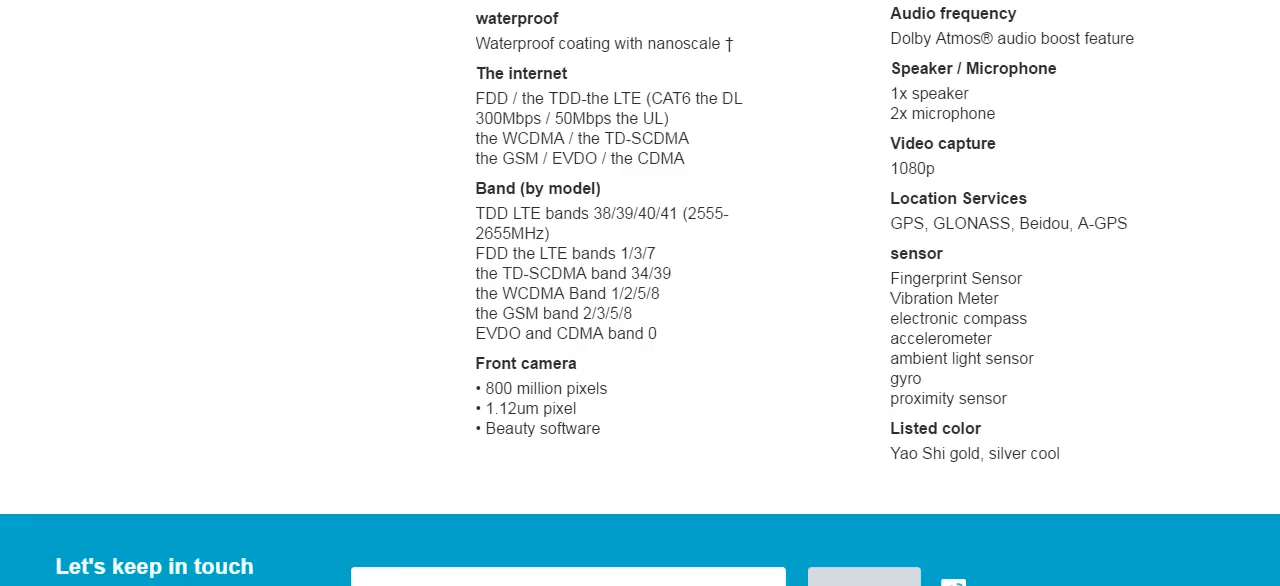 waterproof
Waterproof coating with nanoscale †
The internet
FDD / the TDD-the LTE (CAT6 the DL
300Mbps / 50Mbps the UL)
the WCDMA / the TD-SCDMA
the GSM / EVDO / the CDMA
Band (by model)
TDD LTE bands 38/39/40/41 (2555-
2655MHz)
FDD the LTE bands 1/3/7
the TD-SCDMA band 34/39
the WCDMA Band 1/2/5/8
the GSM band 2/3/5/8
EVDO and CDMA band 0
Front camera
• 800 million pixels
• 1.12um pixel
• Beauty software
Audio frequency
Dolby Atmos® audio boost feature
Speaker / Microphone
1x speaker
2x microphone
Video capture
1080p
Location Services
GPS, GLONASS, Beidou, A-GPS
sensor
Fingerprint Sensor
Vibration Meter
electronic compass
accelerometer
ambient light sensor
gyro
proximity sensor
Listed color
Yao Shi gold, silver cool
Let's keep in touch